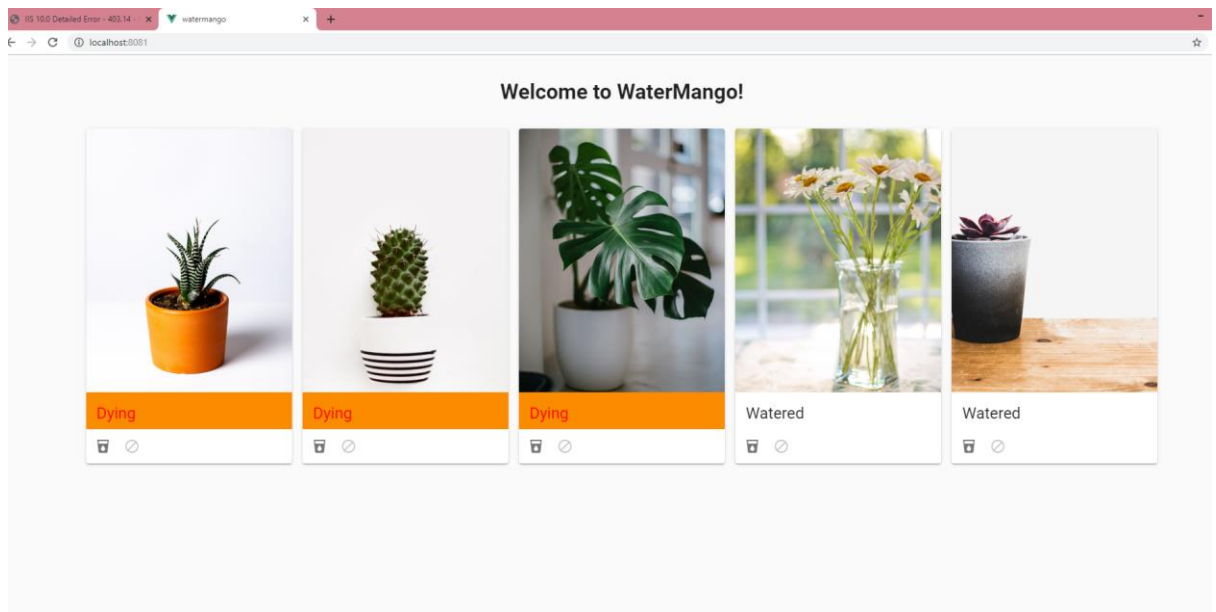 IIS 10.0 Detailed Error - 403.14 -
watermango
localhost:8081
Welcome to WaterMango!
Dying
Dying
Dying
Watered
Watered